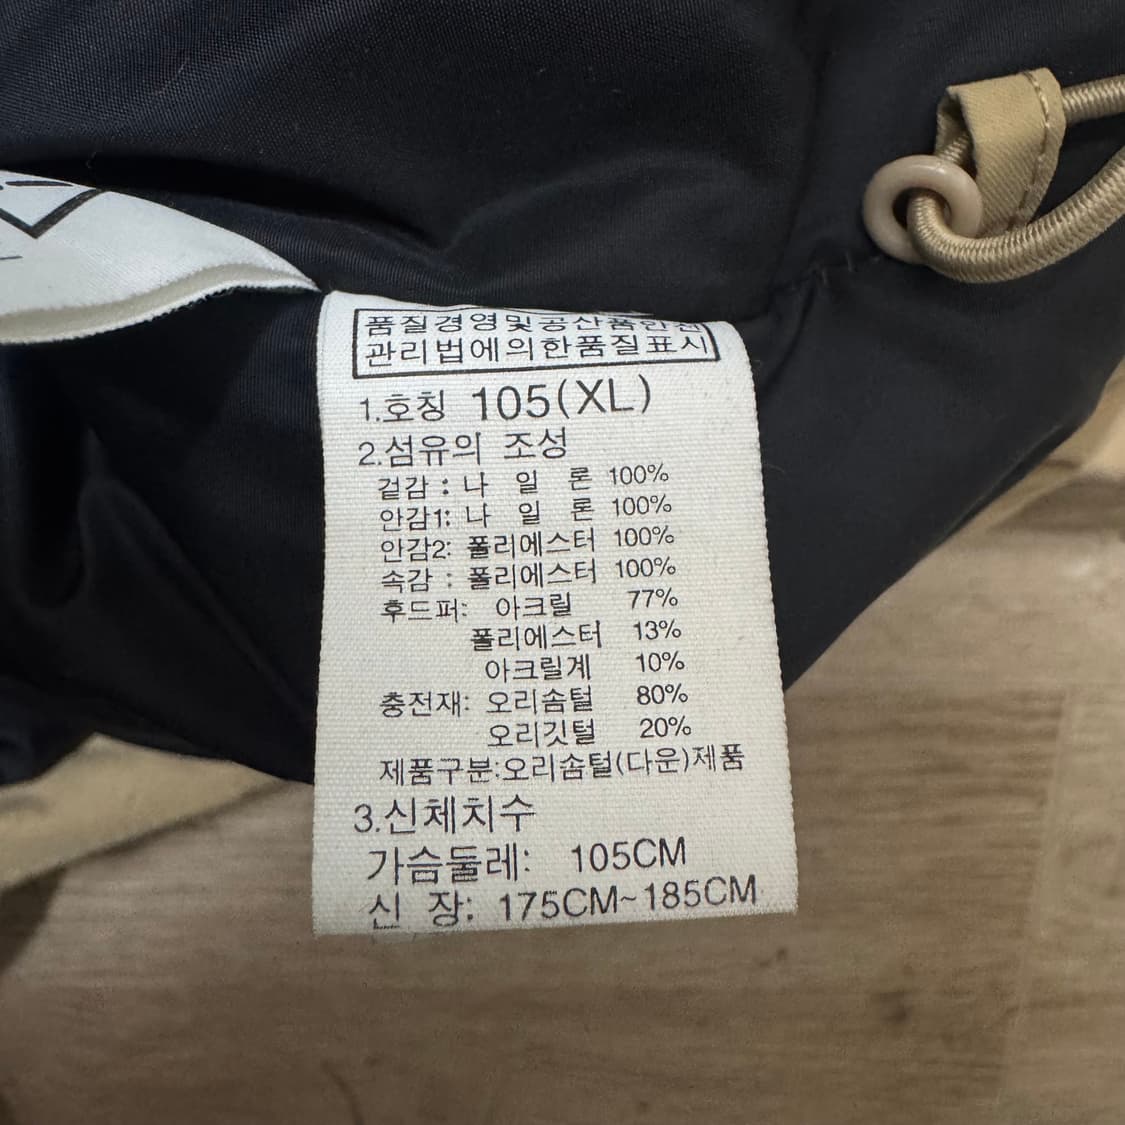 품질경영및공산품안전
관리법에의한품질표시
1.호칭 105(XL)
2.섬유의 조성
겉감 : 나 일 론 100%
안감1: 나 일 론 100%
안감2: 폴리에스터 100%
속감 : 폴리에스터 100%
후드퍼: 아크릴 77%
폴리에스터 13%
아크릴계 10%
충전재: 오리솜털 80%
오리깃털 20%
제품구분:오리솜털(다운)제품
3.신체치수
가슴둘레: 105CM
신 장: 175CM~185CM